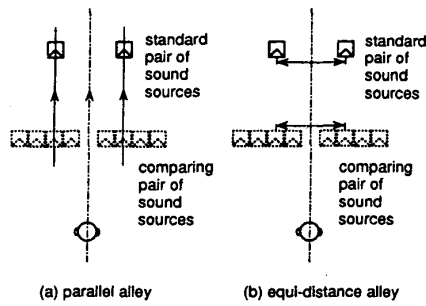 standard
pair of
sound
sources
comparing
pair of
sound
sources
(a) parallel alley
standard
pair of
sound
sources
comparing
pair of
sound
sources
(b) equi-distance alley